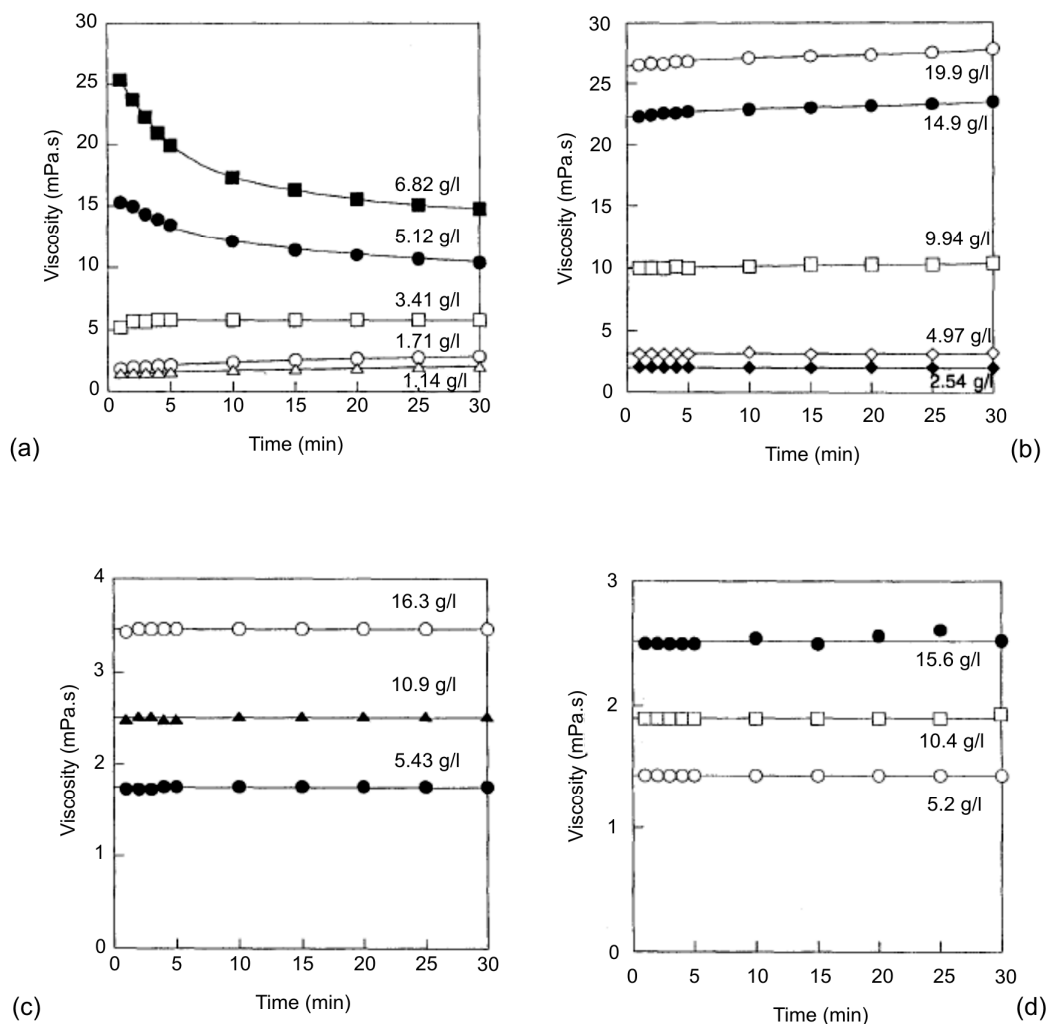 30
25
20
15
10
5
0
Viscosity (mPa.s)
6.82 g/l
5.12 g/l
3.41 g/l
1.71 g/l
1.14 g/l
0 5 10 15 20 25 30
Time (min)
(a)
30
25
20
15
10
5
0
Viscosity (mPa.s)
19.9 g/l
14.9 g/l
9.94 g/l
4.97 g/l
2.54 g/l
0 5 10 15 20 25 30
Time (min)
(b)
4
3
2
1
0
Viscosity (mPa.s)
16.3 g/l
10.9 g/l
5.43 g/l
0 5 10 15 20 25 30
Time (min)
(c)
3
2
1
0
Viscosity (mPa.s)
15.6 g/l
10.4 g/l
5.2 g/l
0 5 10 15 20 25 30
Time (min)
(d)